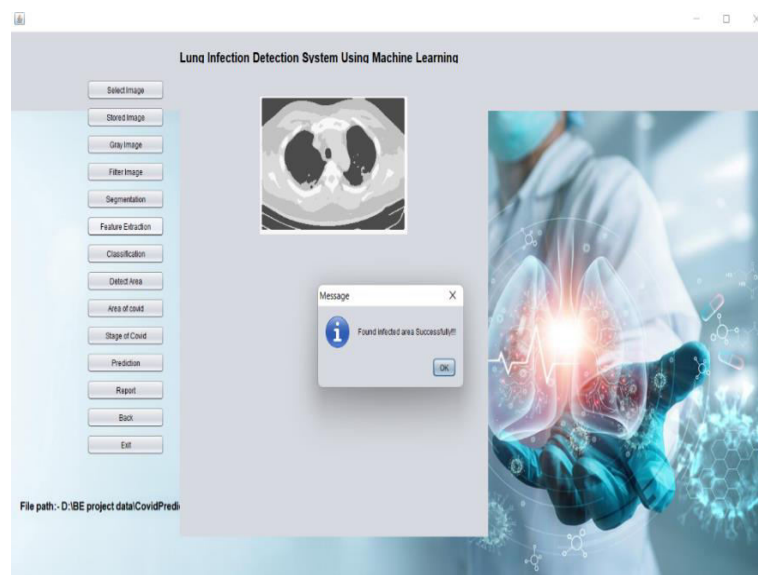 Lung Infection Detection System Using Machine Learning
Select Image
Stored Image
Gray Image
Filter Image
Segmentation
Feature Extraction
Classification
Detect Area
Area of covid
Stage of Covid
Prediction
Report
Back
Exit
Message X
Found infected area Successfully!!!
OK
File path:- D:\BE project data\CovidPredi